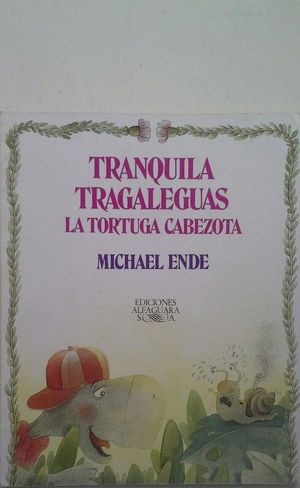 TRANQUILA
TRAGALEGUAS
LA TORTUGA CABEZOTA
MICHAEL ENDE
EDICIONES
ALFAGUARA
S. A.